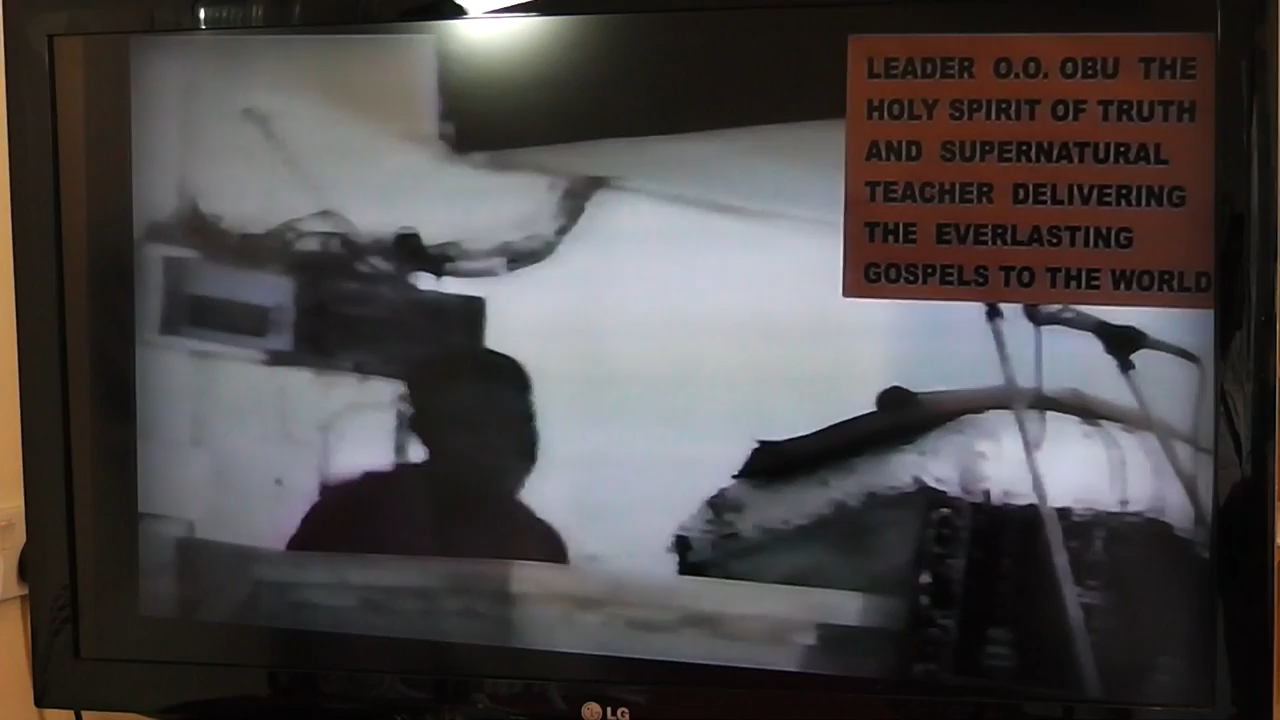 LEADER O.O. OBU THE
HOLY SPIRIT OF TRUTH
AND SUPERNATURAL
TEACHER DELIVERING
THE EVERLASTING
GOSPELS TO THE WORLD
LG